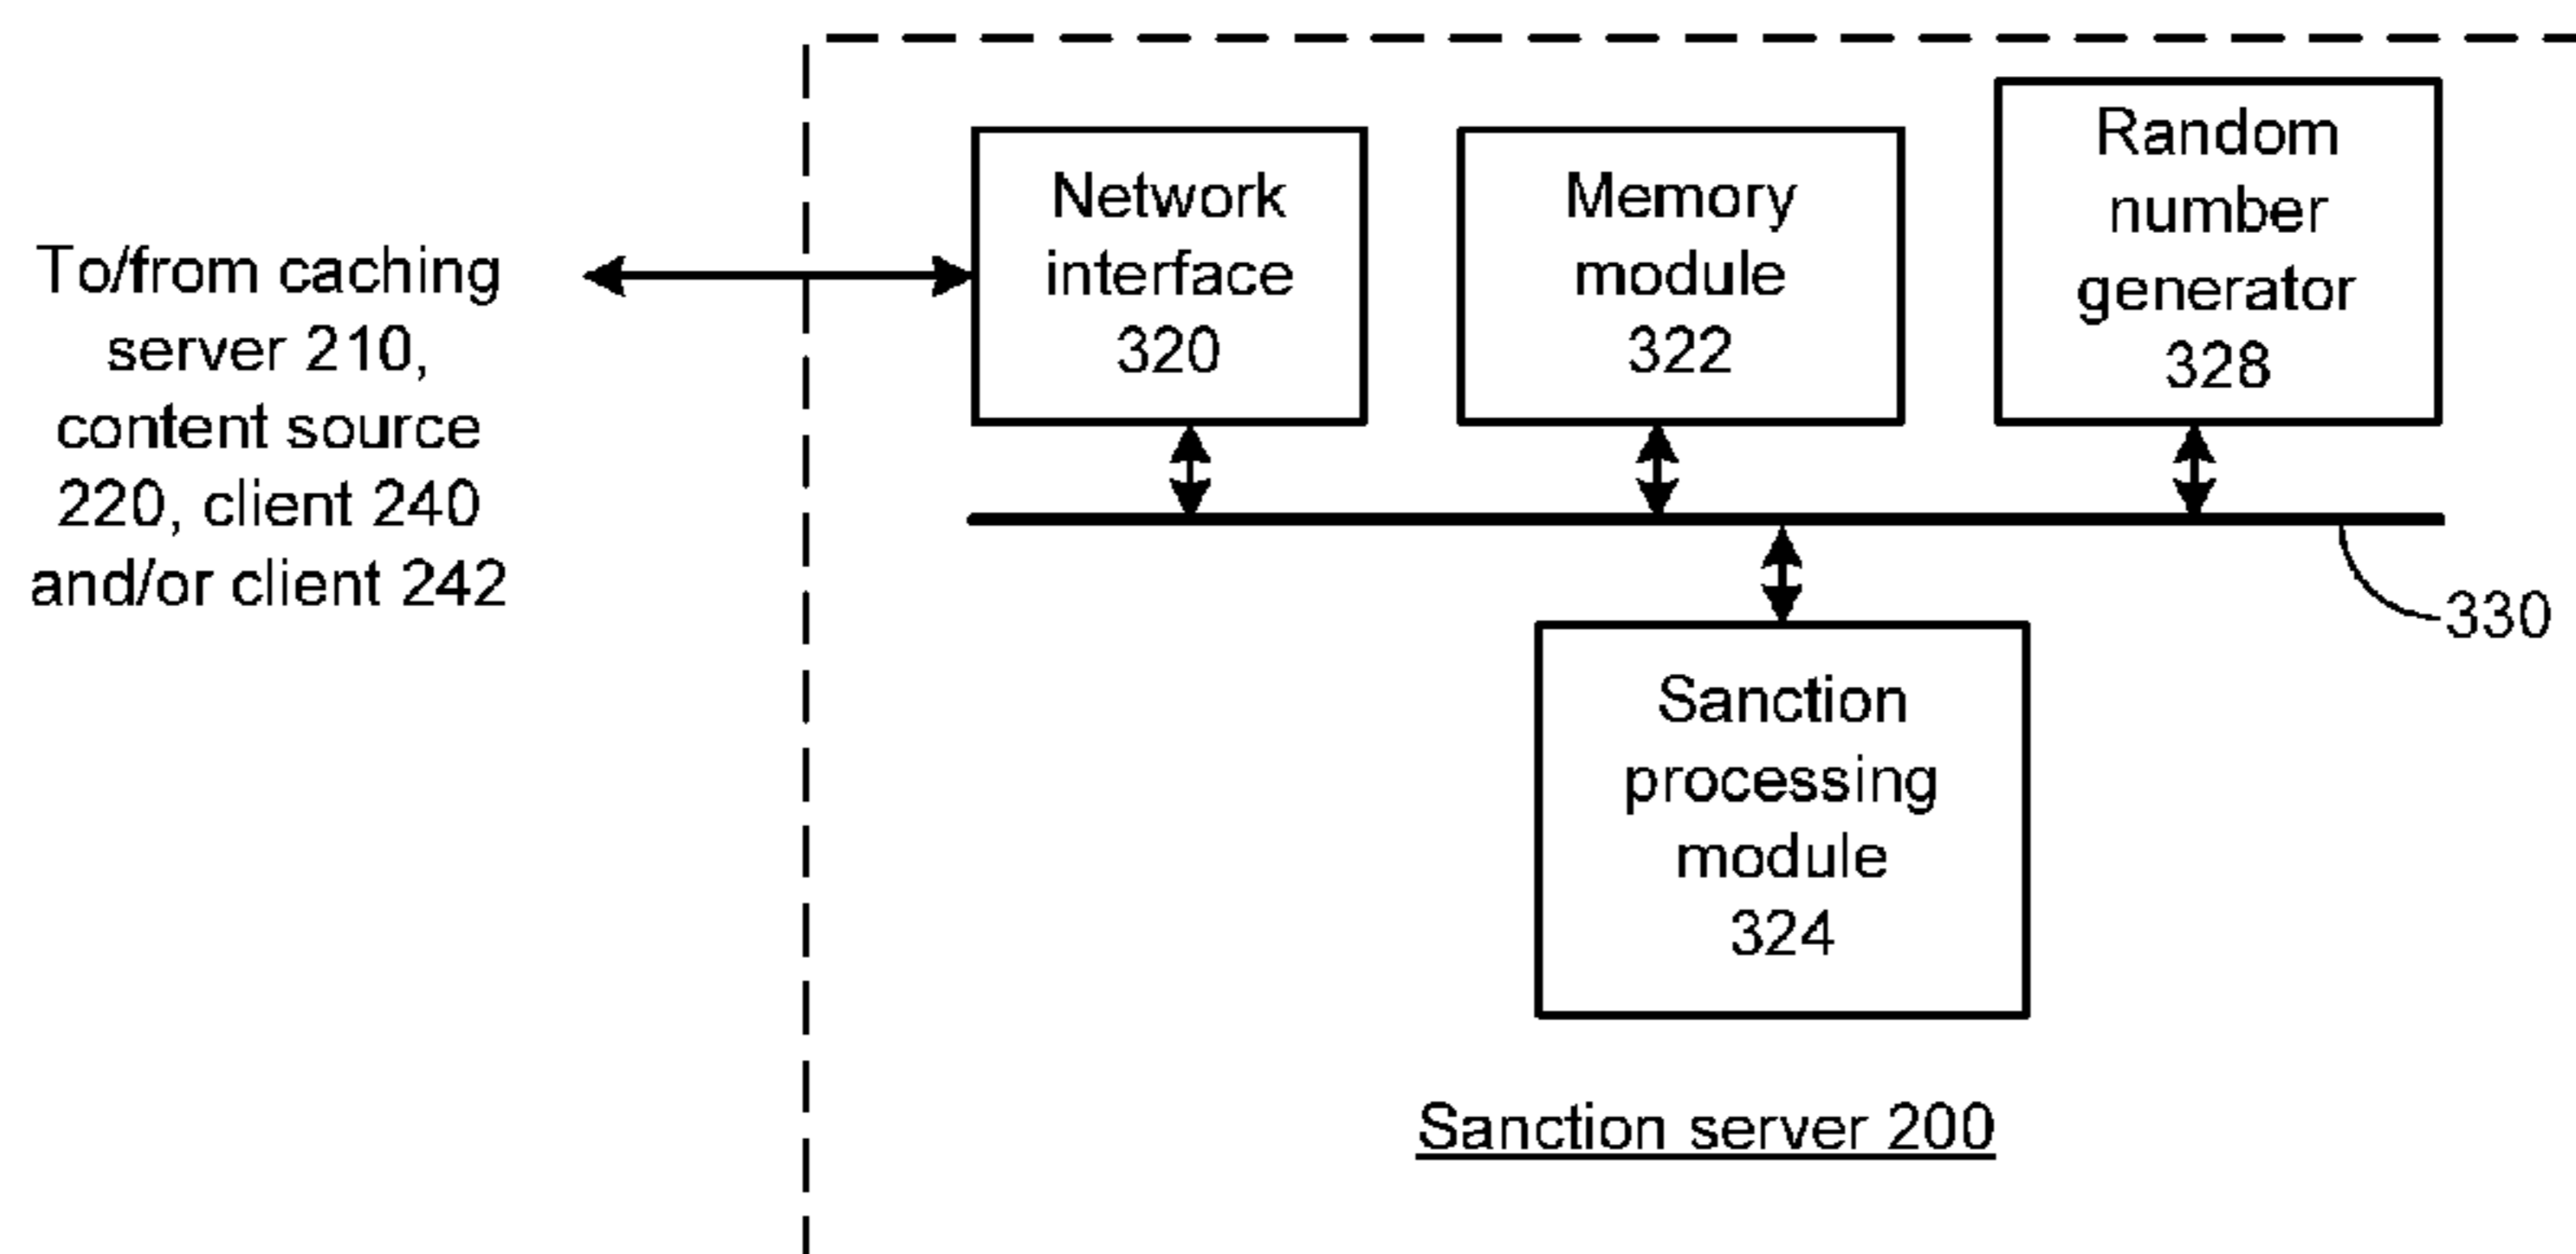 To/from caching
server 210,
content source
220, client 240
and/or client 242
Network
interface
320
Memory
module
322
Random
number
generator
328
330
Sanction
processing
module
324
Sanction server 200